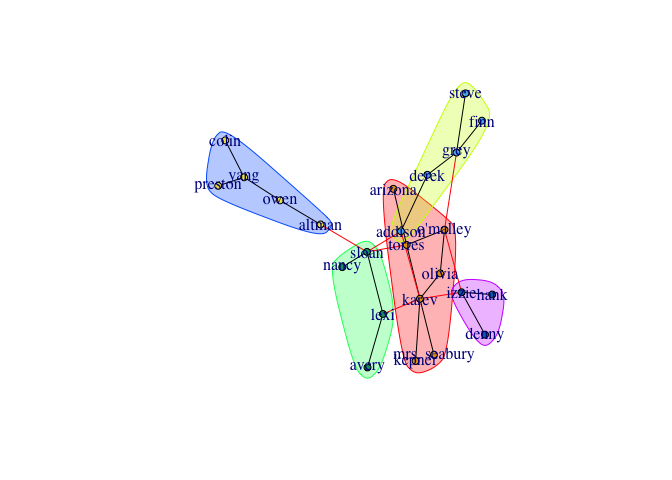 steve
finn
colin
grey
yang
derek
preston
arizona
owen
altman
addison
o'malley
torres
sloan
nancy
olivia
izzie
hank
karev
lexi
denny
mrs. seabury
kepner
avery